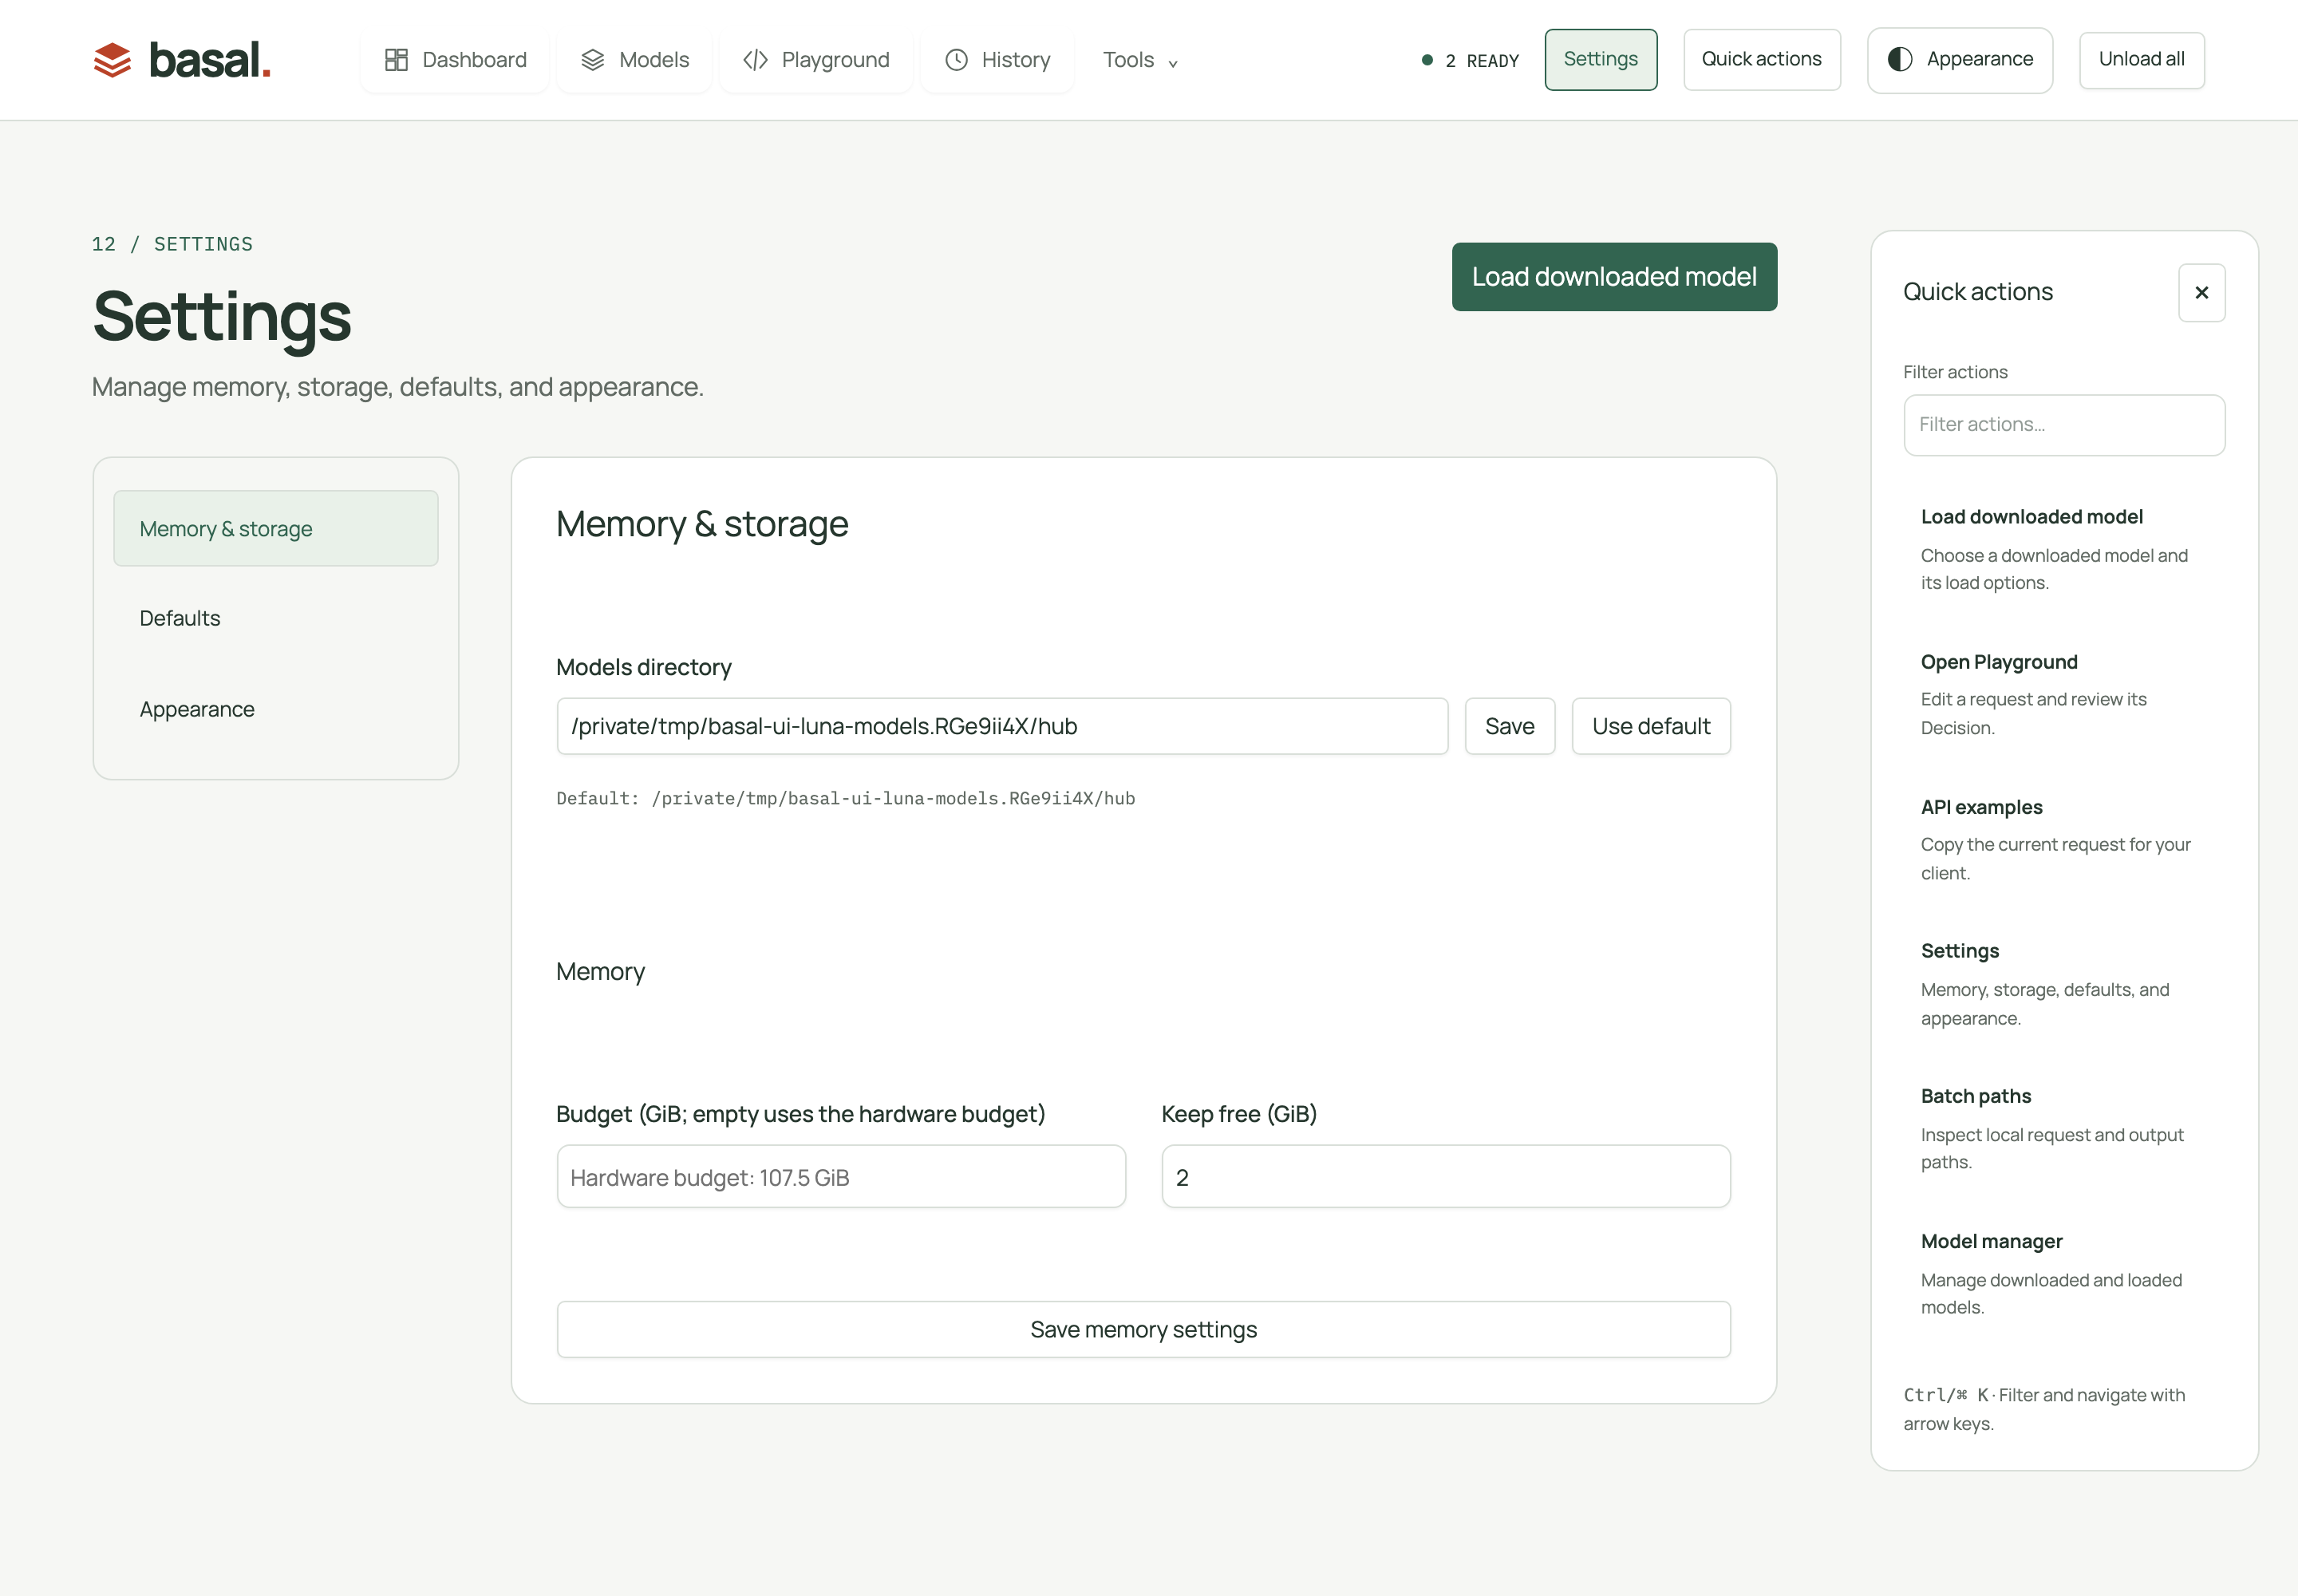 basal.
Dashboard
Models
Playground
History
Tools
2 READY
Settings
Quick actions
Appearance
Unload all
12 / SETTINGS
Settings
Manage memory, storage, defaults, and appearance.
Load downloaded model
Memory & storage
Defaults
Appearance
Memory & storage
Models directory
/private/tmp/basal-ui-luna-models.RGe9ii4X/hub
Save
Use default
Default: /private/tmp/basal-ui-luna-models.RGe9ii4X/hub
Memory
Budget (GiB; empty uses the hardware budget)
Keep free (GiB)
Hardware budget: 107.5 GiB
2
Save memory settings
Quick actions
Filter actions
Filter actions...
Load downloaded model
Choose a downloaded model and
its load options.
Open Playground
Edit a request and review its
Decision.
API examples
Copy the current request for your
client.
Settings
Memory, storage, defaults, and
appearance.
Batch paths
Inspect local request and output
paths.
Model manager
Manage downloaded and loaded
models.
Ctrl/⌘ K · Filter and navigate with
arrow keys.